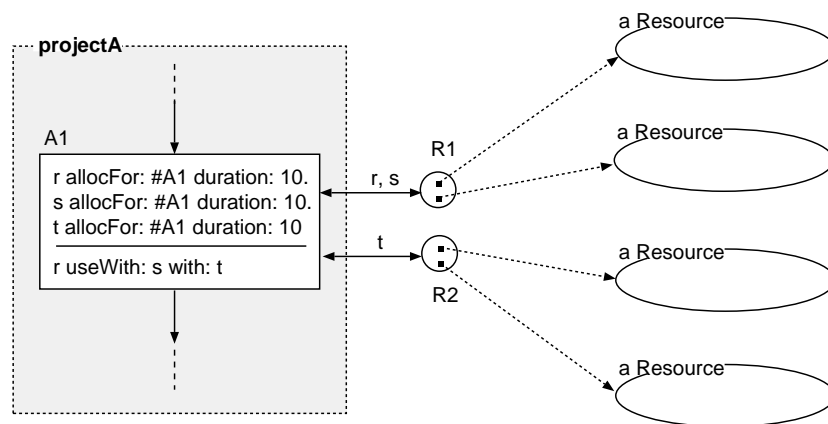 projectA
A1
r allocFor: #A1 duration: 10.
s allocFor: #A1 duration: 10.
t allocFor: #A1 duration: 10
r useWith: s with: t
r, s
t
R1
R2
a Resource
a Resource
a Resource
a Resource